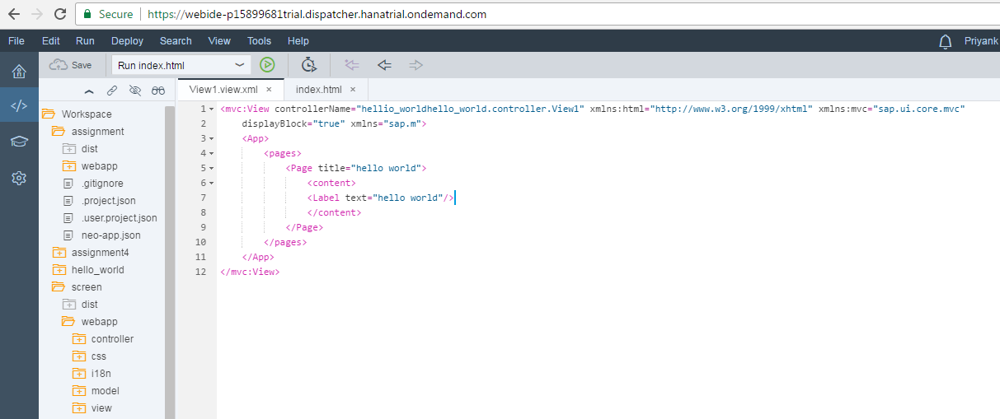 Secure https://webide-p15899681trial.dispatcher.hanatrial.ondemand.com
File Edit Run Deploy Search View Tools Help Priyank
Save Run index.html
View1.view.xml × index.html ×
Workspace
assignment
dist
webapp
.gitignore
.project.json
.user.project.json
neo-app.json
assignment4
hello_world
screen
dist
webapp
controller
css
i18n
model
view
1 <mvc:View controllerName="hellio_worldhello_world.controller.View1" xmlns:html="http://www.w3.org/1999/xhtml" xmlns:mvc="sap.ui.core.mvc"
2 displayBlock="true" xmlns="sap.m">
3 <App>
4 <pages>
5 <Page title="hello world">
6 <content>
7 <Label text="hello world"/>
8 </content>
9 </Page>
10 </pages>
11 </App>
12 </mvc:View>